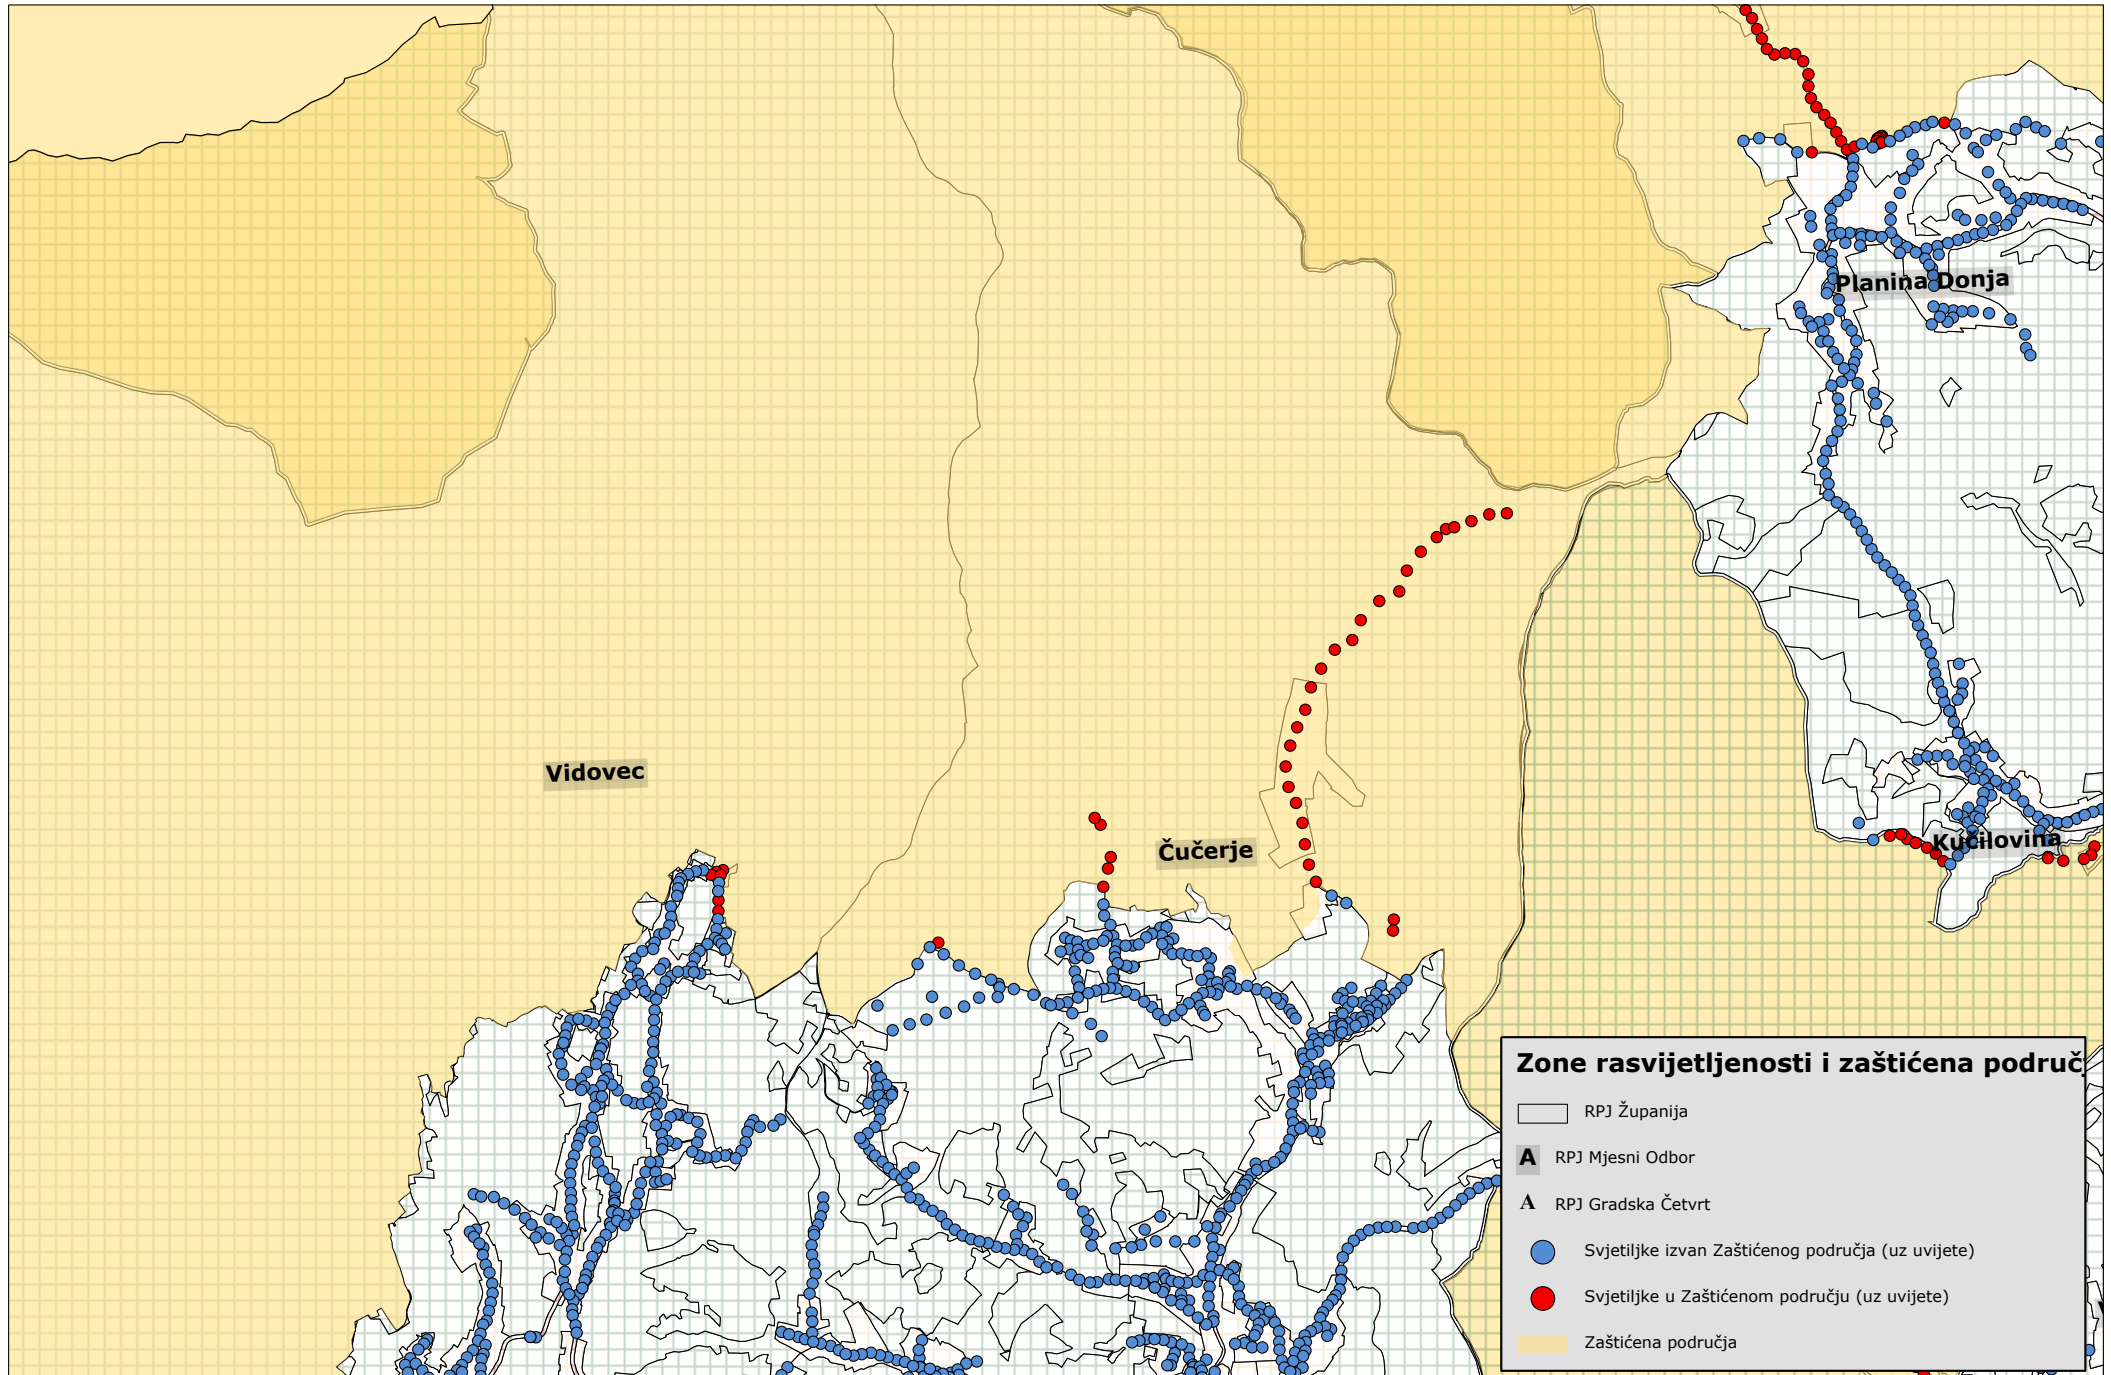 Planina Donja
Vidovec
Čučerje
Kučilovina
Zone rasvijetljenosti i zaštićena područ
RPJ Županija
A RPJ Mjesni Odbor
A RPJ Gradska Četvrt
Svjetiljke izvan Zaštićenog područja (uz uvijete)
Svjetiljke u Zaštićenom području (uz uvijete)
Zaštićena područja